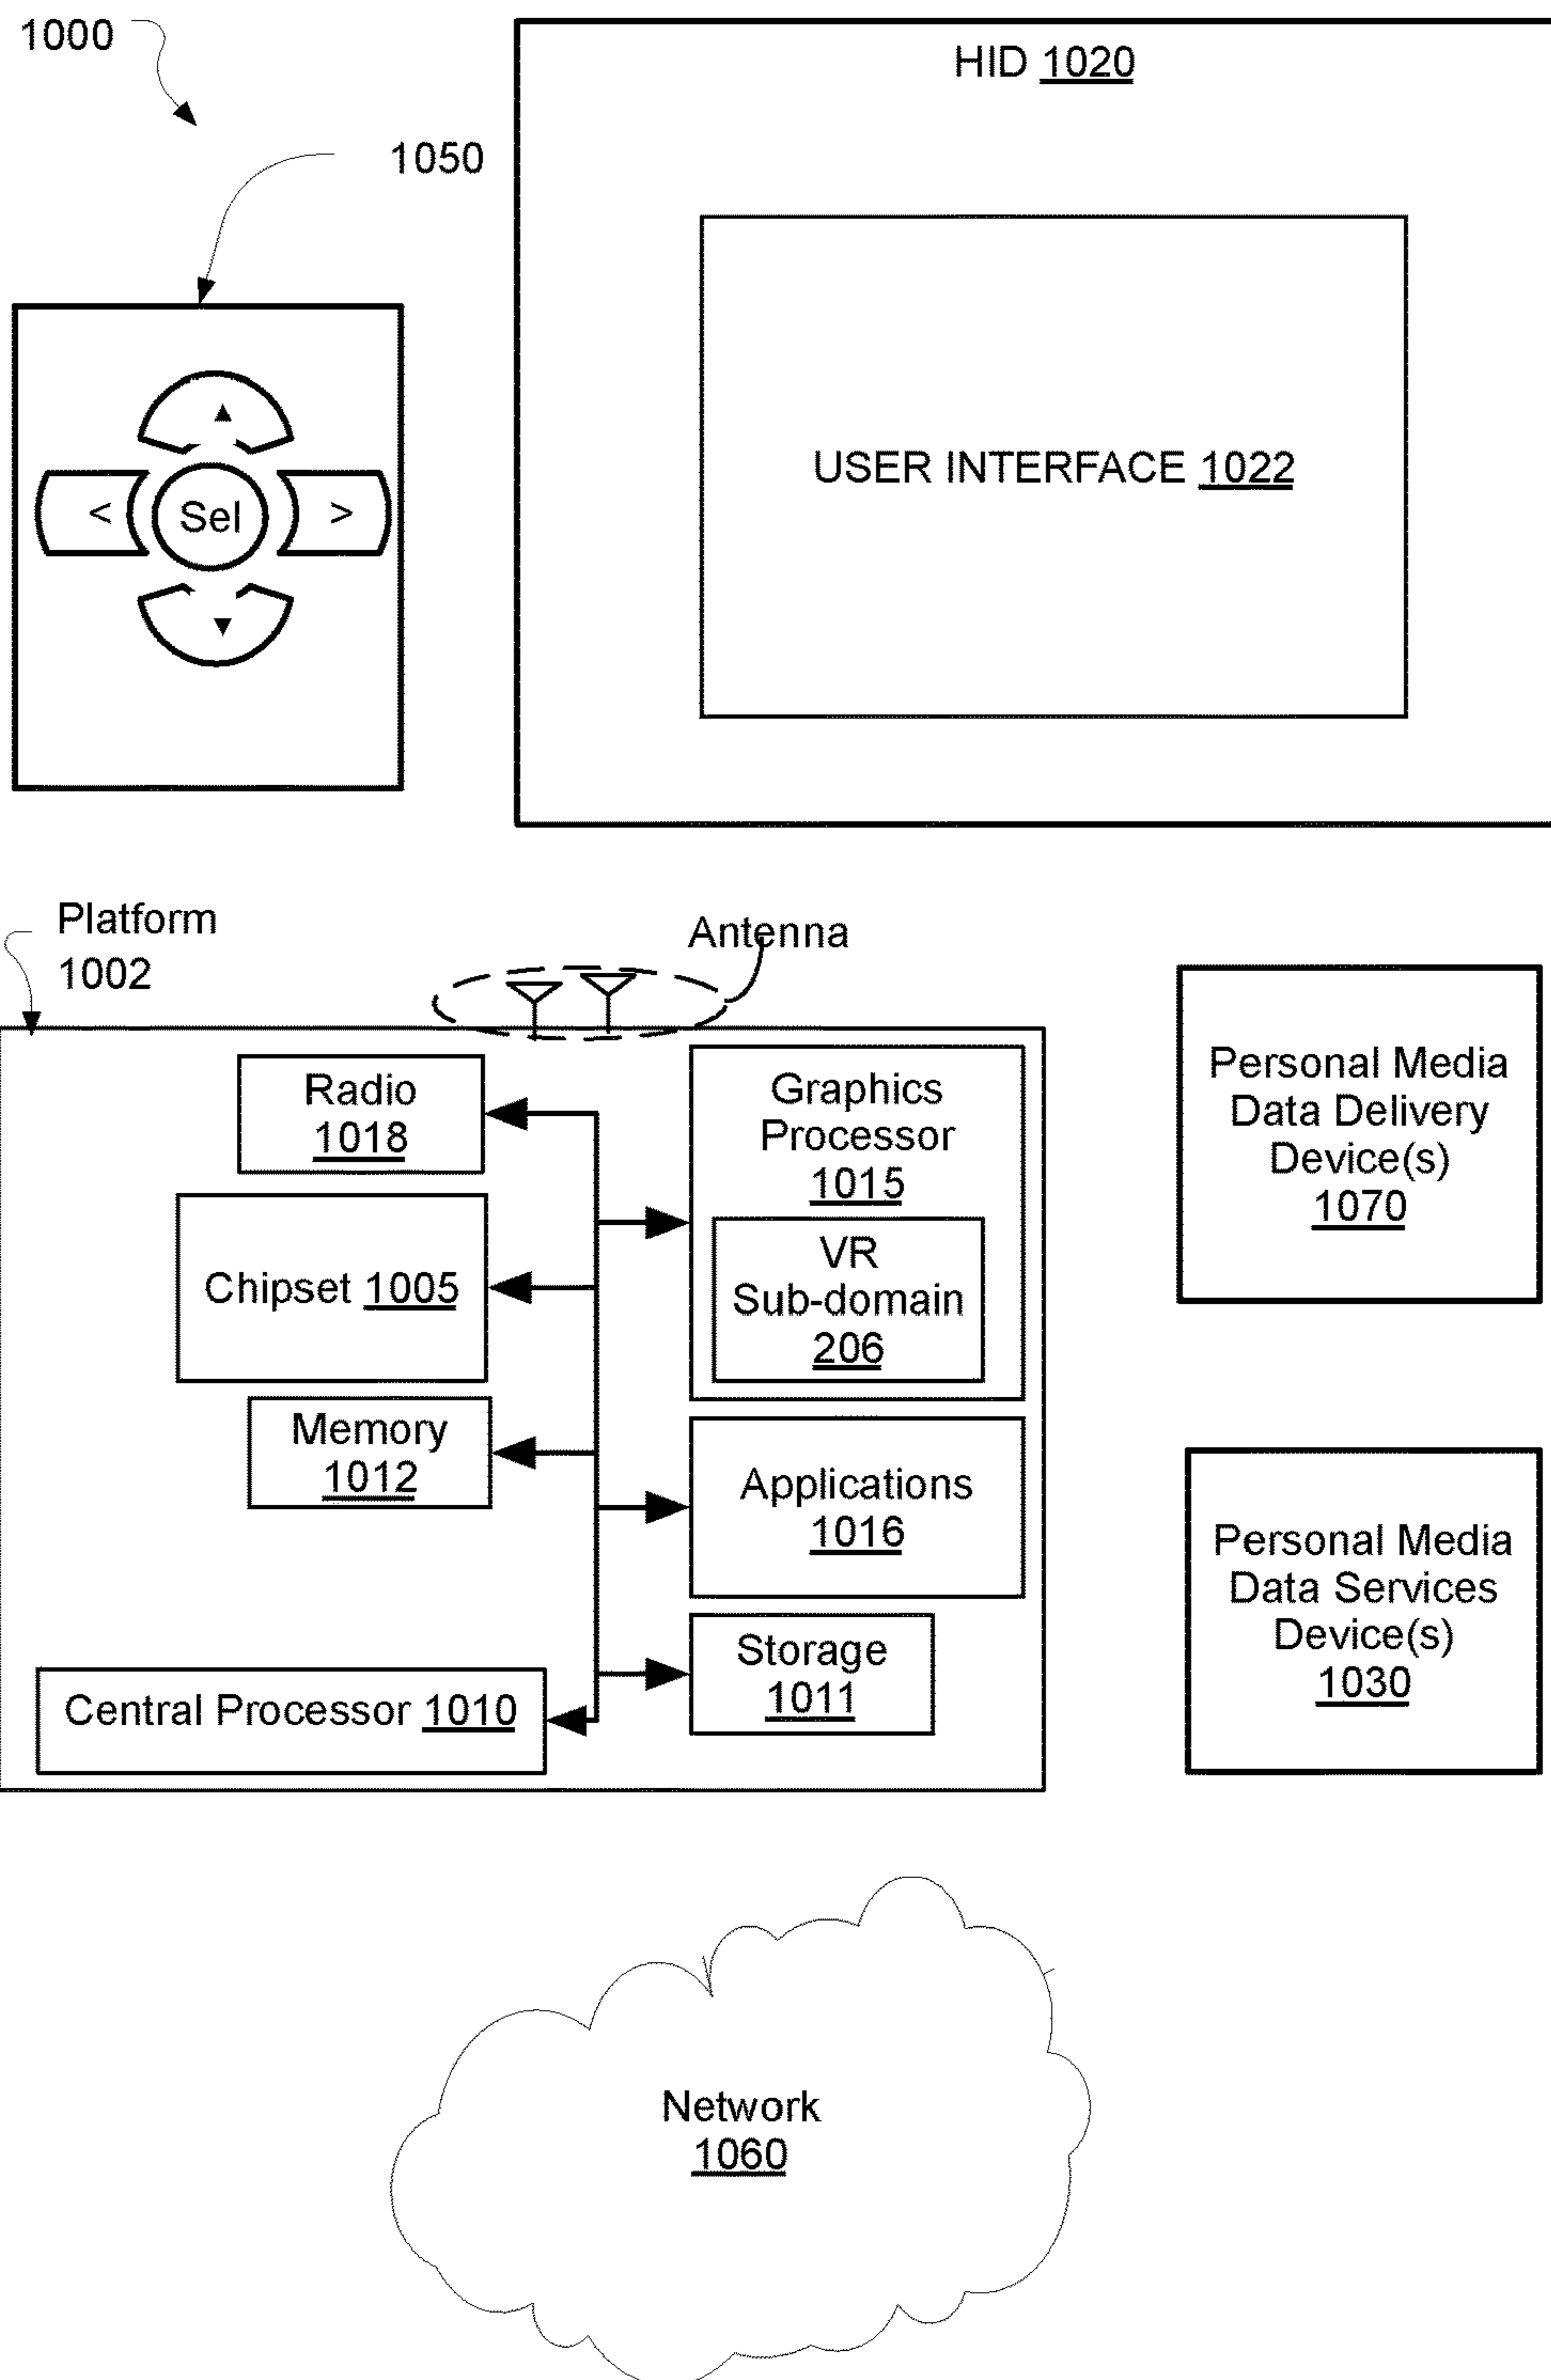 1000
HID 1020
1050
USER INTERFACE 1022
▲
<
Sel
>
▼
Platform
1002
Antenna
Radio
1018
Graphics
Processor
1015
Chipset 1005
VR
Sub-domain
206
Memory
1012
Applications
1016
Storage
1011
Central Processor 1010
Personal Media
Data Delivery
Device(s)
1070
Personal Media
Data Services
Device(s)
1030
Network
1060